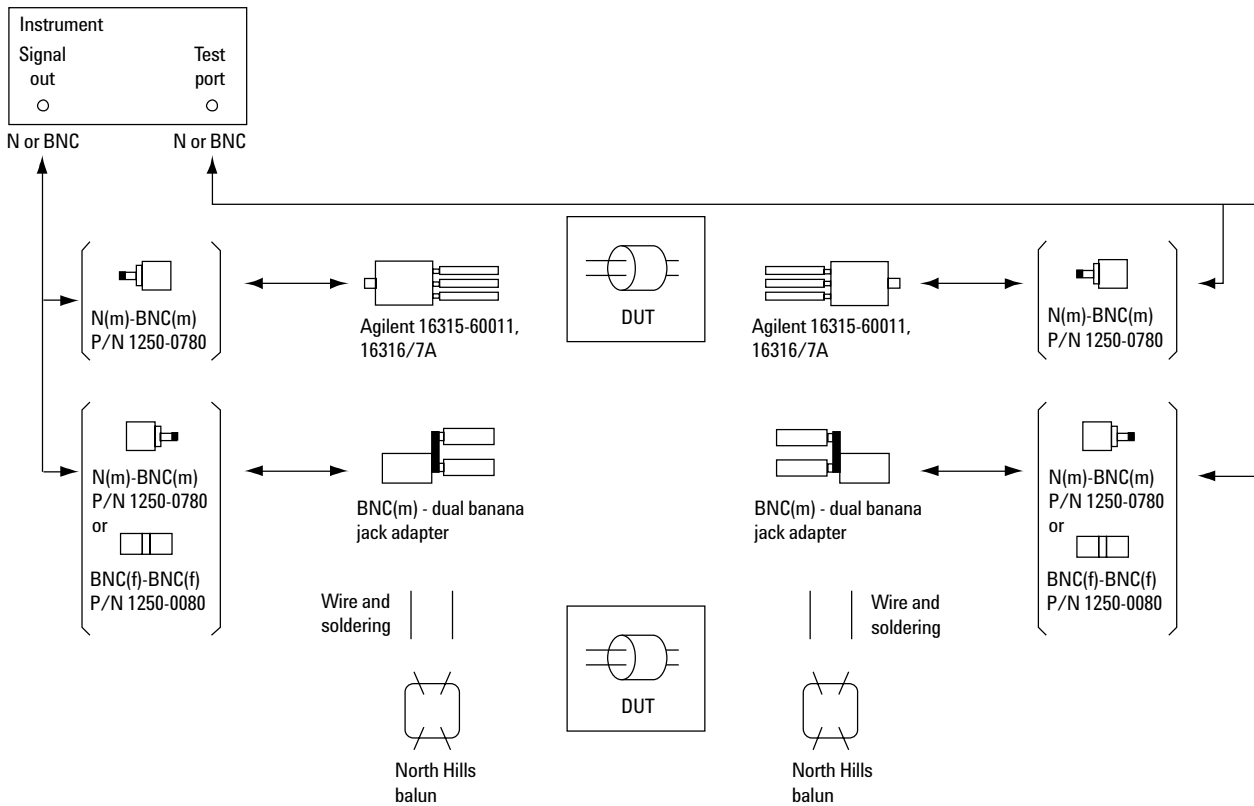 Instrument
Signal
out
Test
port
N or BNC
N or BNC
N(m)-BNC(m)
P/N 1250-0780
Agilent 16315-60011,
16316/7A
DUT
Agilent 16315-60011,
16316/7A
N(m)-BNC(m)
P/N 1250-0780
N(m)-BNC(m)
P/N 1250-0780
or
BNC(f)-BNC(f)
P/N 1250-0080
BNC(m) - dual banana
jack adapter
BNC(m) - dual banana
jack adapter
N(m)-BNC(m)
P/N 1250-0780
or
BNC(f)-BNC(f)
P/N 1250-0080
Wire and
soldering
Wire and
soldering
DUT
North Hills
balun
North Hills
balun